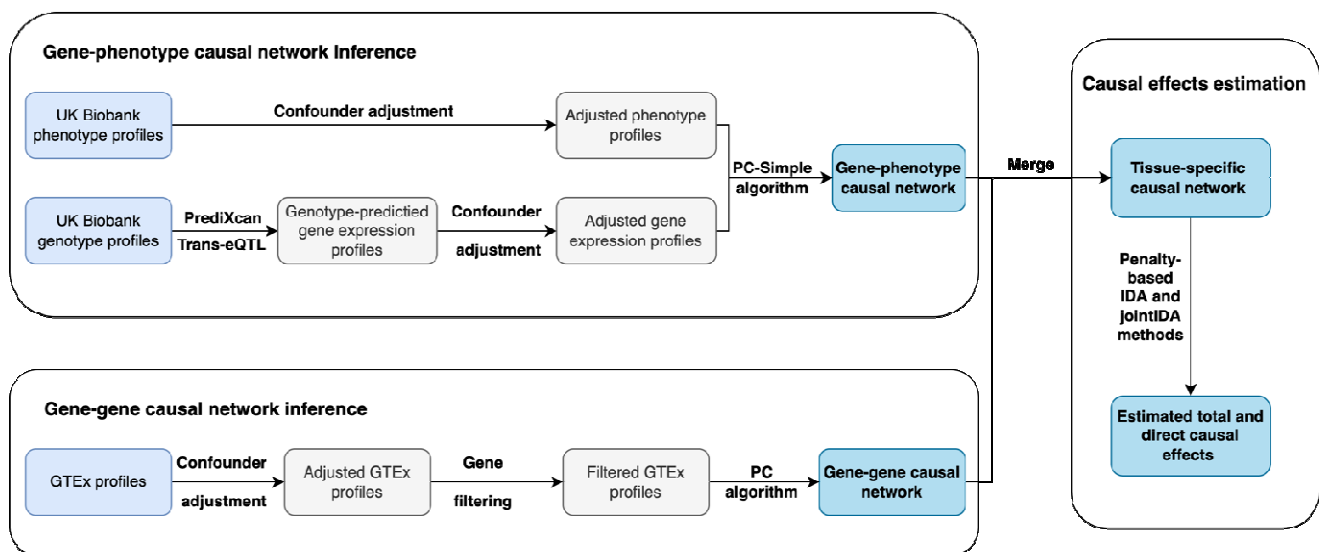 Gene-phenotype causal network Inference
UK Biobank
phenotype profiles
Confounder adjustment
Adjusted phenotype
profiles
UK Biobank
genotype profiles
PrediXcan
Trans-eQTL
Genotype-predictied
gene expression
profiles
Confounder
adjustment
Adjusted gene
expression profiles
PC-Simple
algorithm
Gene-phenotype
causal network
Merge
Gene-gene causal network inference
GTEx profiles
Confounder
adjustment
Adjusted GTEx
profiles
Gene
filtering
Filtered GTEx
profiles
PC
algorithm
Gene-gene causal
network
Causal effects estimation
Tissue-specific
causal network
Penalty-
based
IDA and
jointIDA
methods
Estimated total and
direct causal
effects